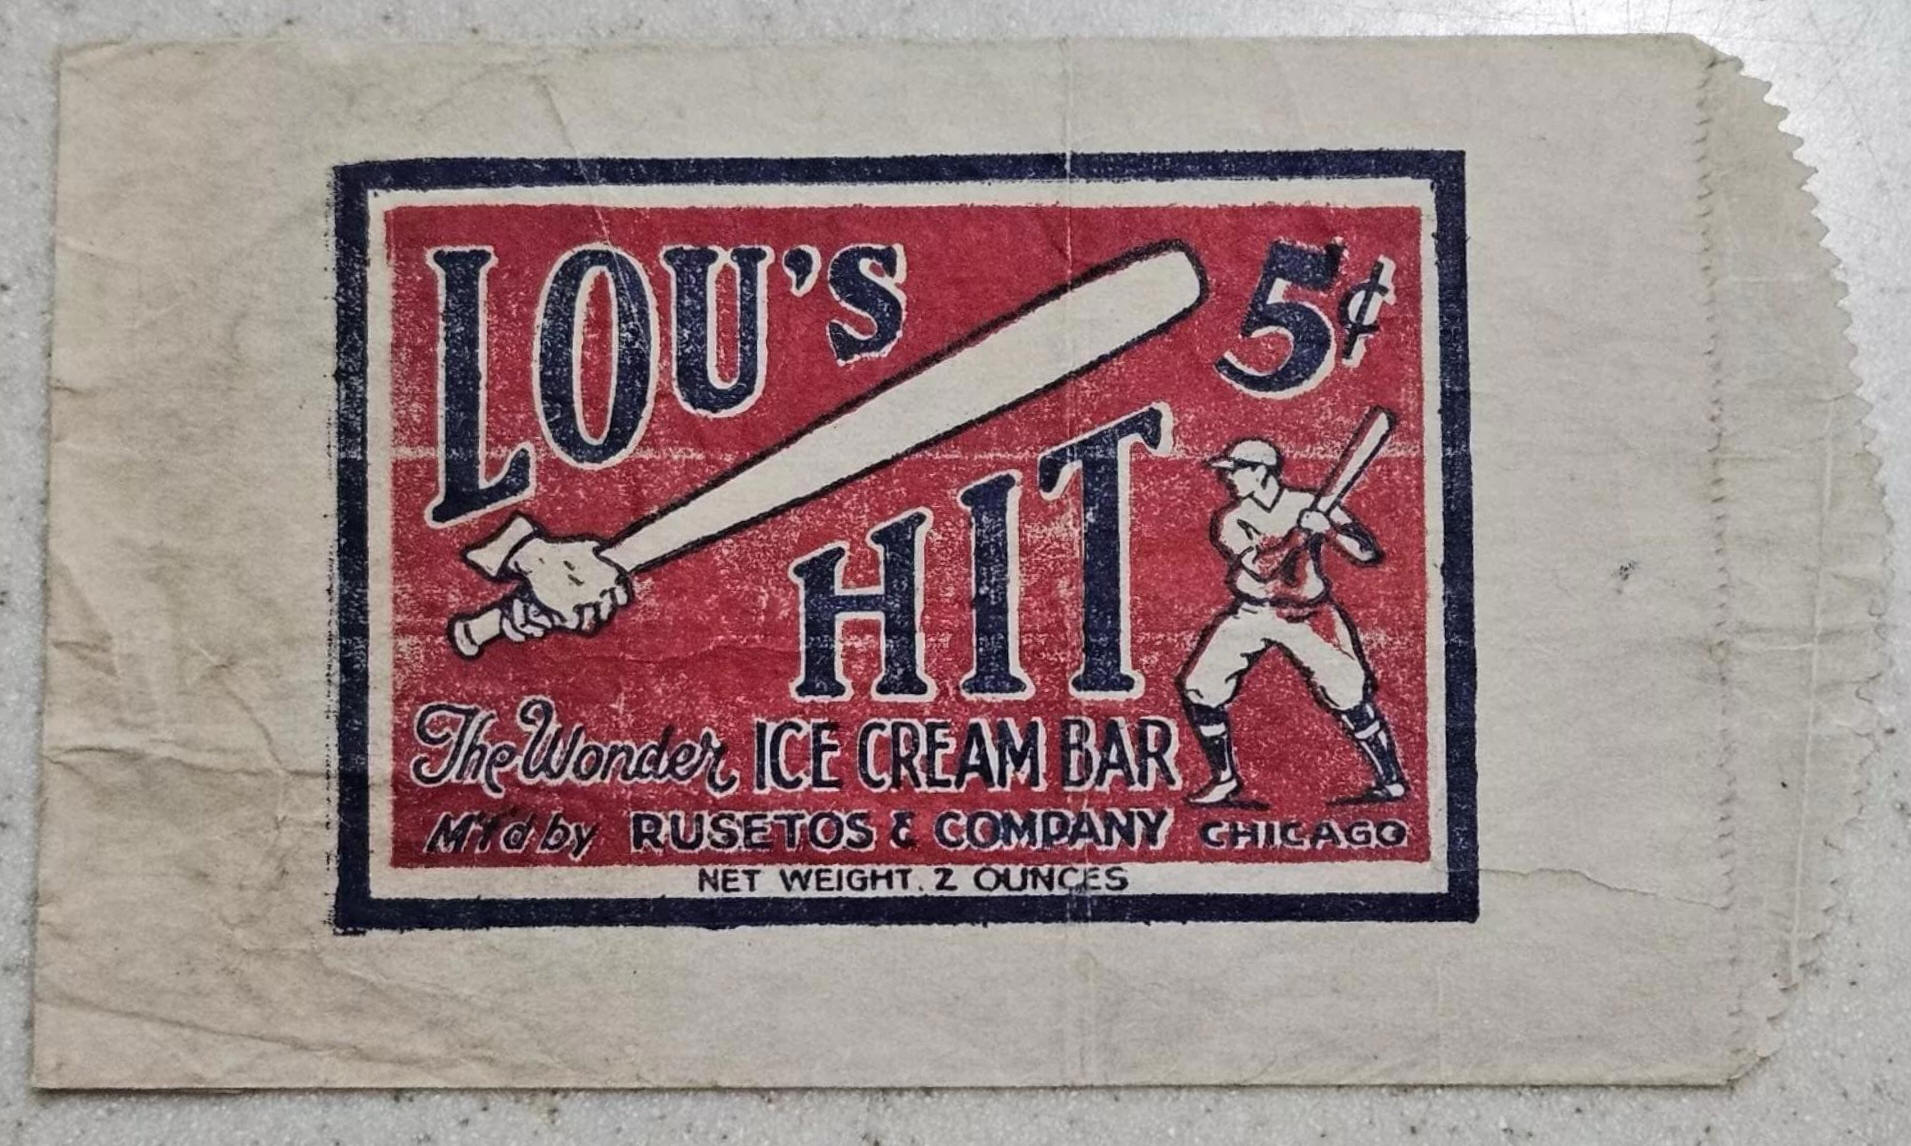 LOU'S
5¢
HIT
The Wonder ICE CREAM BAR
M'f'd by RUSETOS & COMPANY CHICAGO
NET WEIGHT. 2 OUNCES